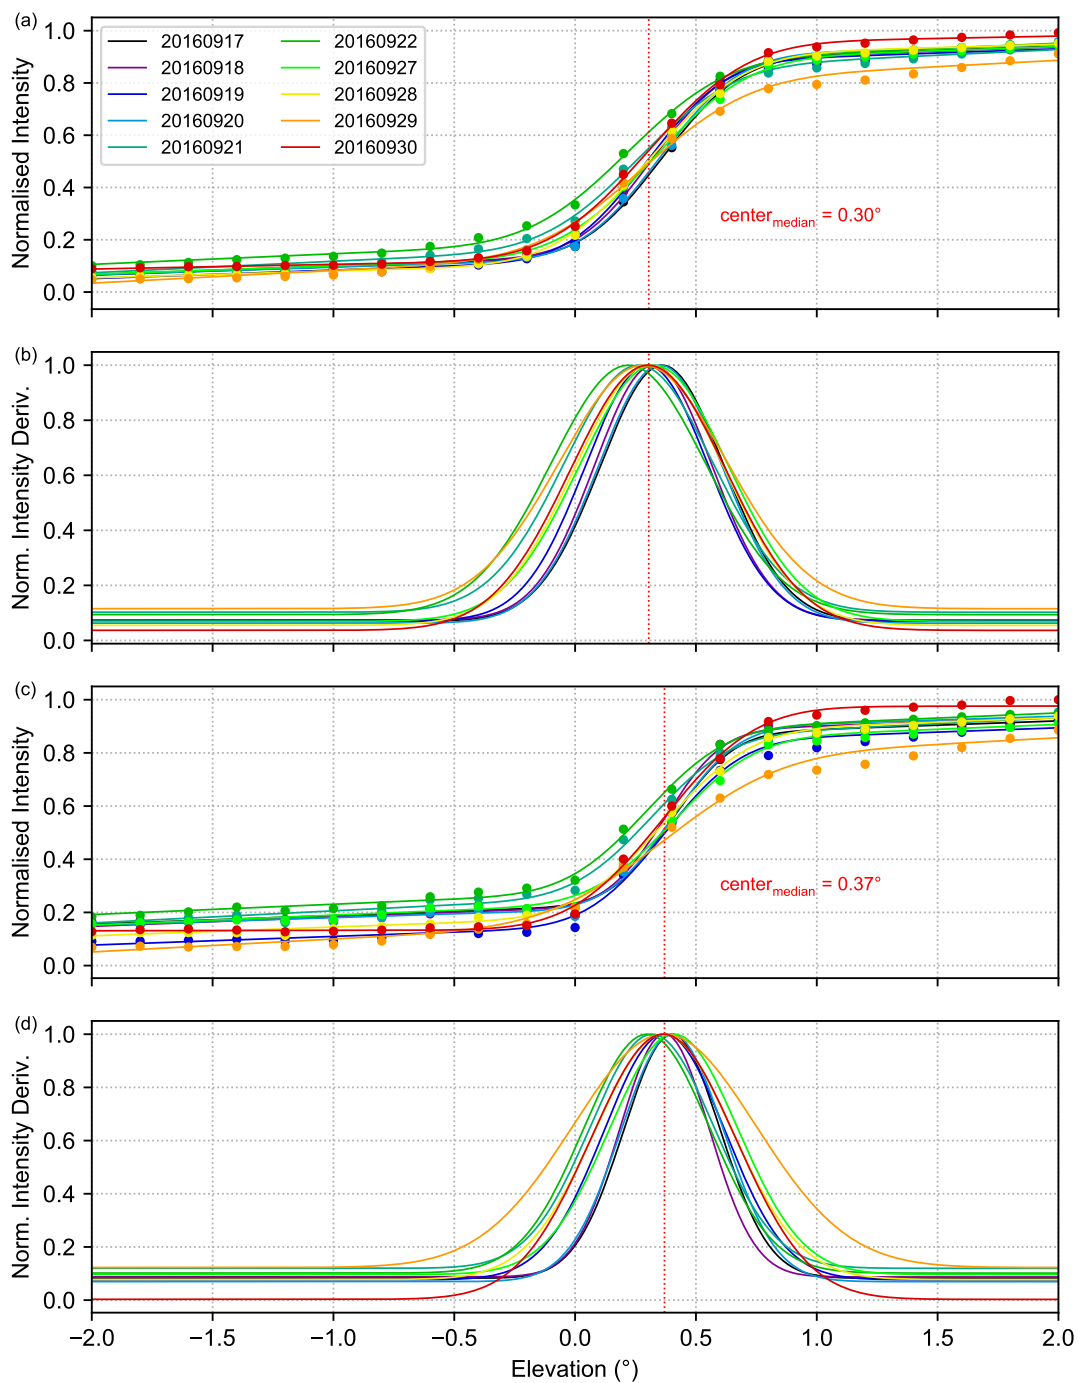 (a)
Normalised Intensity
1.0
0.8
0.6
0.4
0.2
0.0
20160917
20160918
20160919
20160920
20160921
20160922
20160927
20160928
20160929
20160930
center_median = 0.30°
(b)
Norm. Intensity Deriv.
1.0
0.8
0.6
0.4
0.2
0.0
(c)
Normalised Intensity
1.0
0.8
0.6
0.4
0.2
0.0
center_median = 0.37°
(d)
Norm. Intensity Deriv.
1.0
0.8
0.6
0.4
0.2
0.0
−2.0 −1.5 −1.0 −0.5 0.0 0.5 1.0 1.5 2.0
Elevation (°)